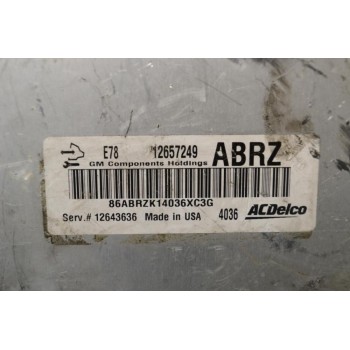 E78 12657249 ABRZ
GM Components Holdings
86ABRZK14036XC3G
Serv.# 12643636 Made in USA 4036 ACDelco